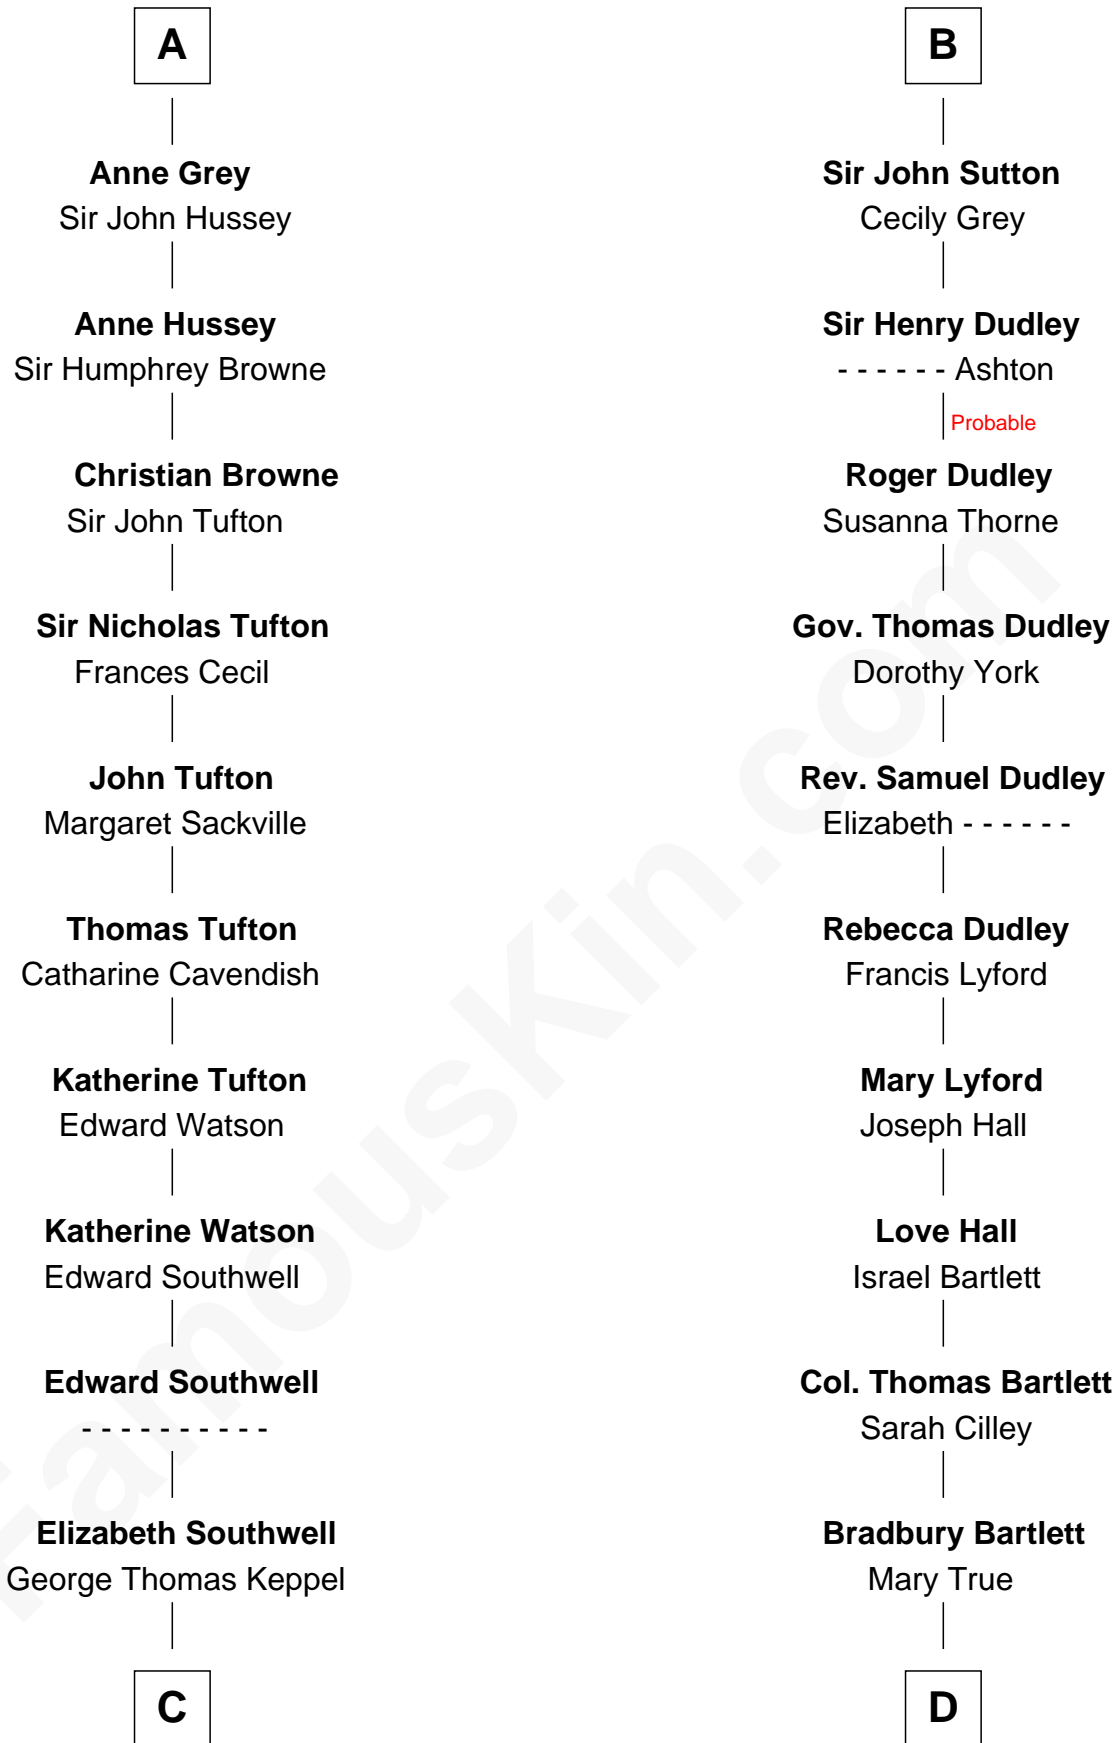 A
Anne Grey
Sir John Hussey
Anne Hussey
Sir Humphrey Browne
Christian Browne
Sir John Tufton
Sir Nicholas Tufton
Frances Cecil
John Tufton
Margaret Sackville
Thomas Tufton
Catharine Cavendish
Katherine Tufton
Edward Watson
Katherine Watson
Edward Southwell
Edward Southwell
- - - - - - - - - -
Elizabeth Southwell
George Thomas Keppel
C
B
Sir John Sutton
Cecily Grey
Sir Henry Dudley
- - - - - - Ashton
Probable
Roger Dudley
Susanna Thorne
Gov. Thomas Dudley
Dorothy York
Rev. Samuel Dudley
Elizabeth - - - - - -
Rebecca Dudley
Francis Lyford
Mary Lyford
Joseph Hall
Love Hall
Israel Bartlett
Col. Thomas Bartlett
Sarah Cilley
Bradbury Bartlett
Mary True
D
FamousKin.com